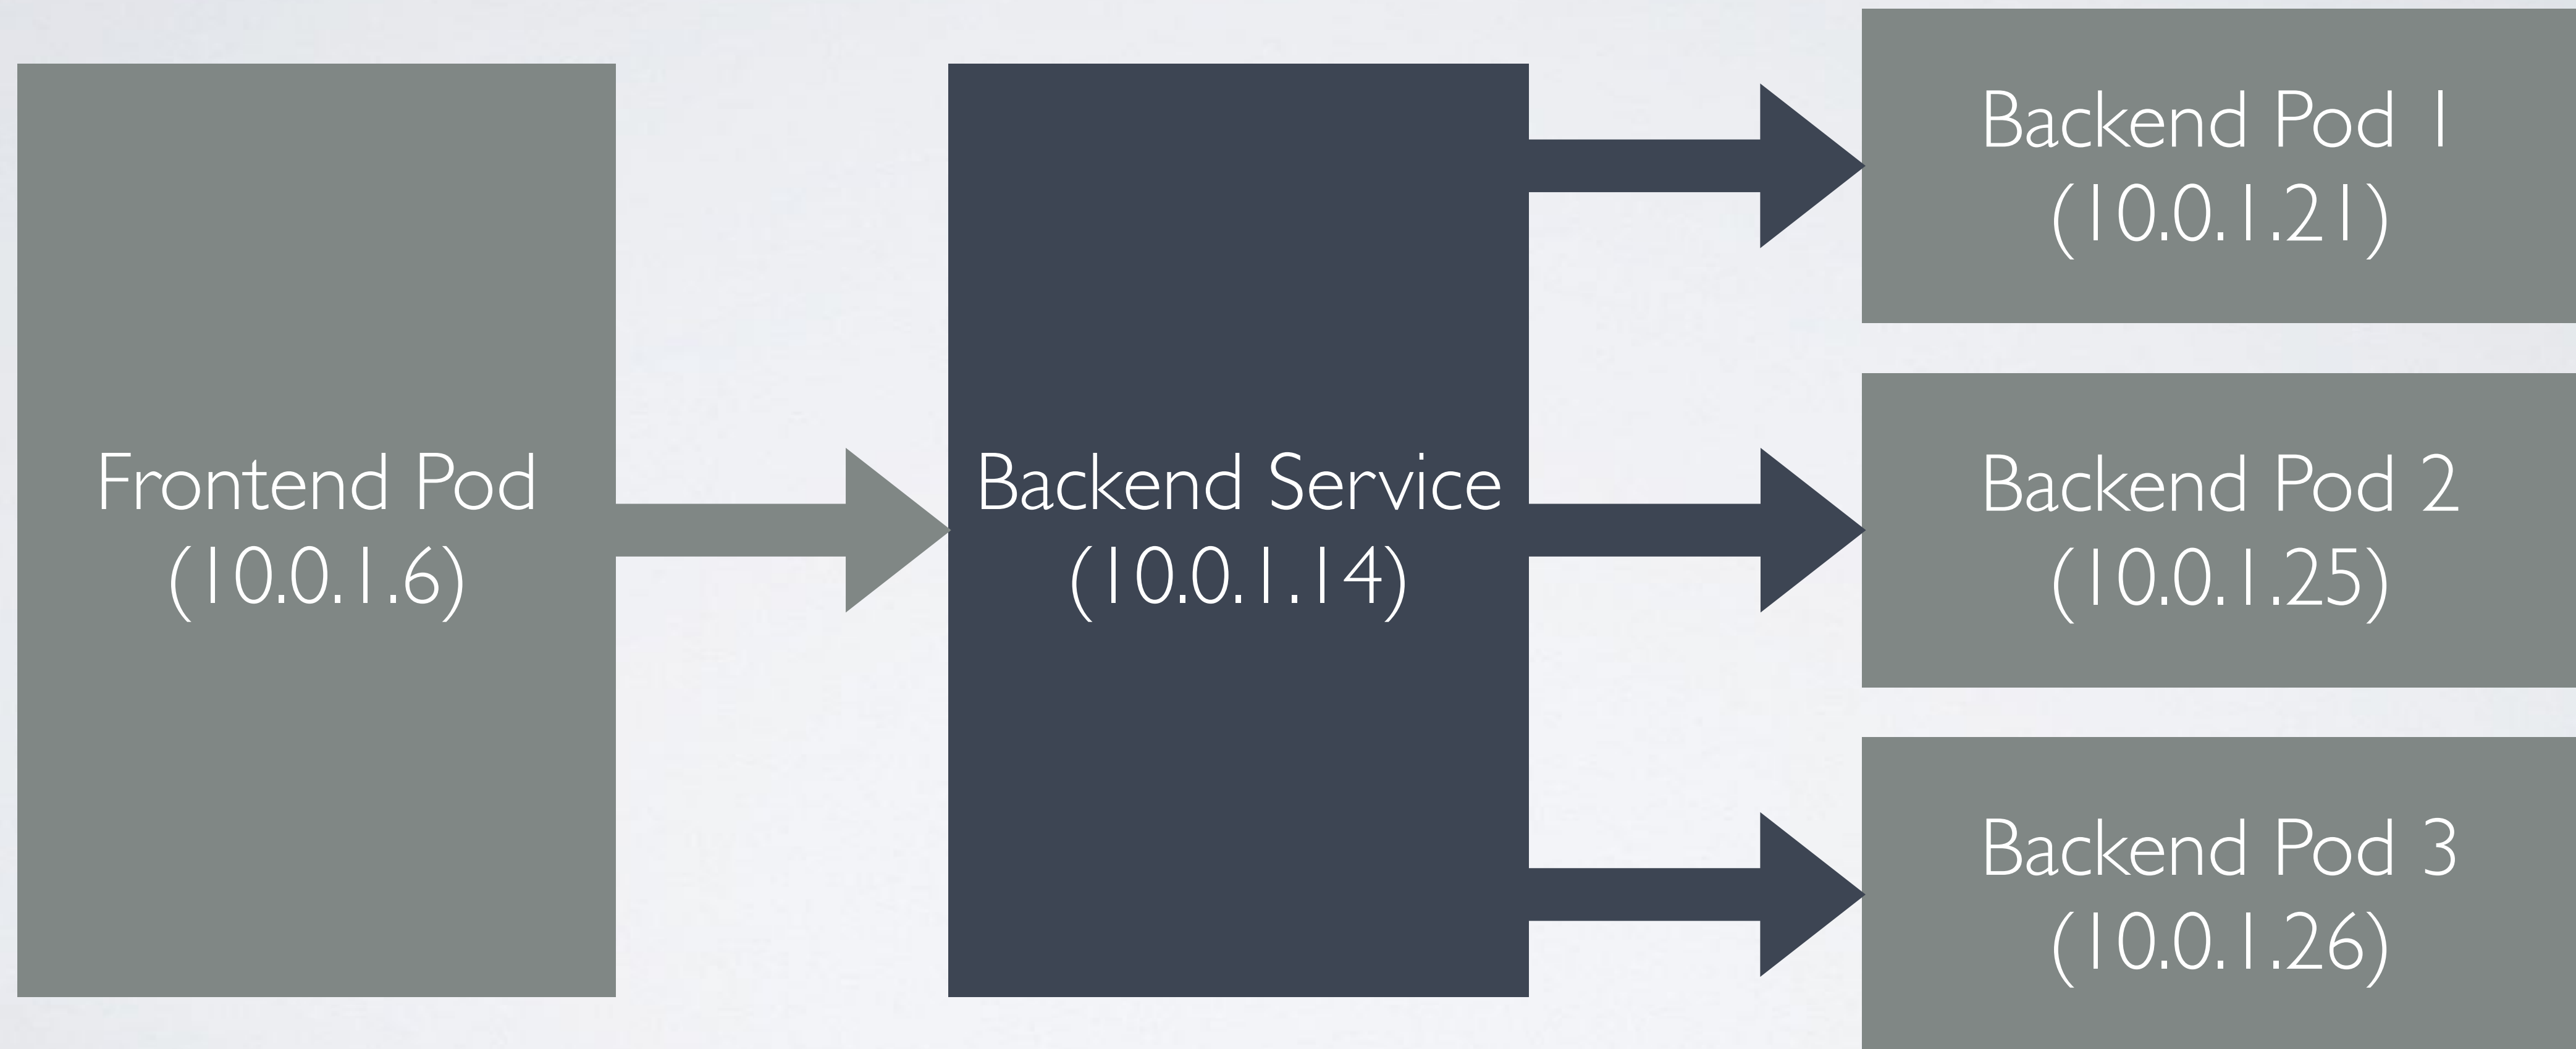 Frontend Pod
(10.0.1.6)
Backend Service
(10.0.1.14)
Backend Pod 1
(10.0.1.21)
Backend Pod 2
(10.0.1.25)
Backend Pod 3
(10.0.1.26)